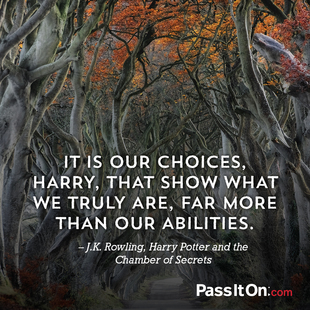 IT IS OUR CHOICES,
HARRY, THAT SHOW WHAT
WE TRULY ARE, FAR MORE
THAN OUR ABILITIES.
– J.K. Rowling, Harry Potter and the
Chamber of Secrets
PassItOn.com